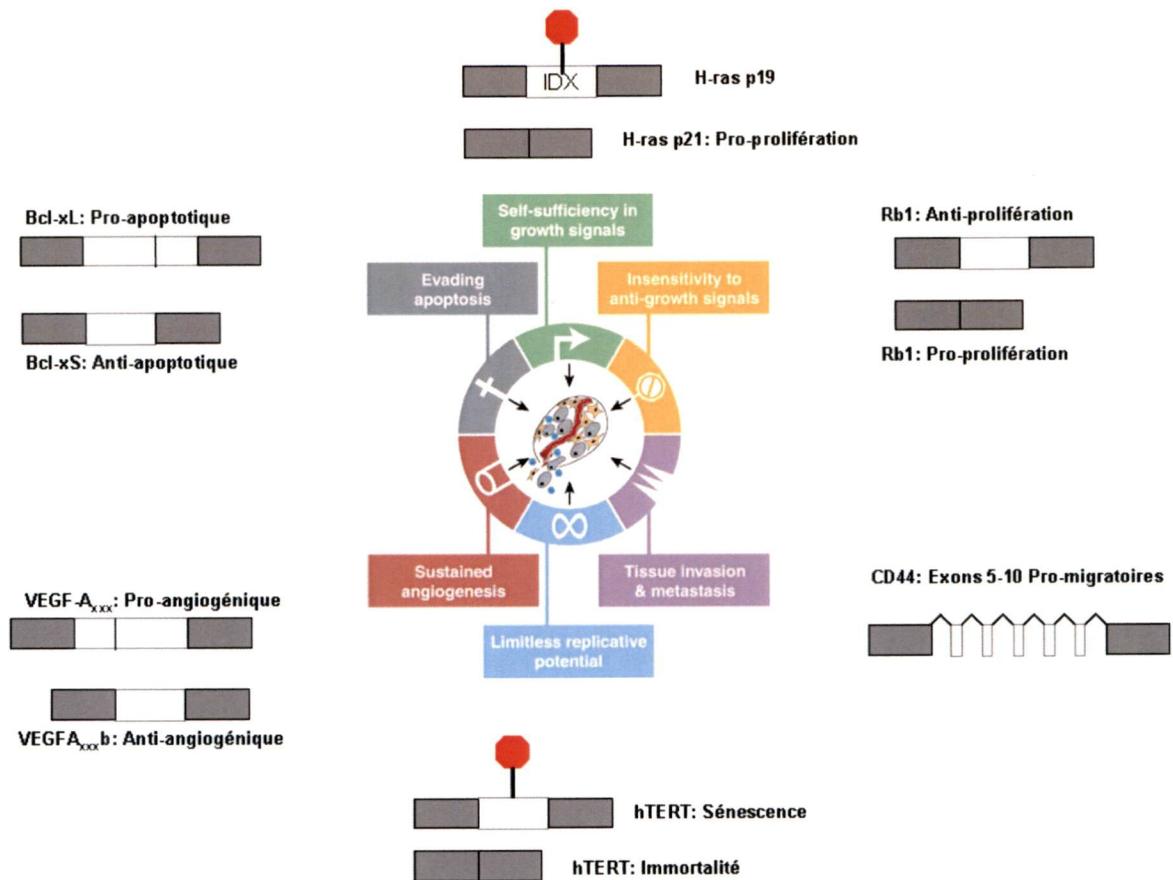 IDX
H-ras p19
H-ras p21: Pro-prolifération
Bcl-xL: Pro-apoptotique
Bcl-xS: Anti-apoptotique
Self-sufficiency in
growth signals
Evading
apoptosis
Insensitivity to
anti-growth signals
Rb1: Anti-prolifération
Rb1: Pro-prolifération
Sustained
angiogenesis
Tissue invasion
& metastasis
Limitless replicative
potential
VEGF-Axxx: Pro-angiogénique
VEGFAxxxb: Anti-angiogénique
CD44: Exons 5-10 Pro-migratoires
hTERT: Sénescence
hTERT: Immortalité